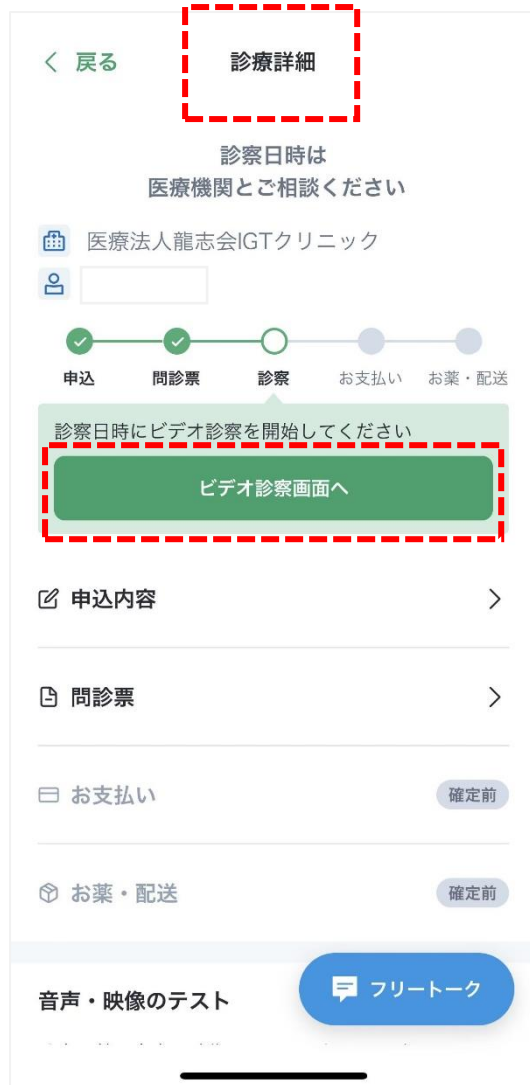 戻る
診療詳細
診察日時は
医療機関とご相談ください
医療法人龍志会IGTクリニック
申込
問診票
診察
お支払い
お薬・配送
診察日時にビデオ診察を開始してください
ビデオ診察画面へ
申込内容
問診票
お支払い
確定前
お薬・配送
確定前
音声・映像のテスト
フリートーク